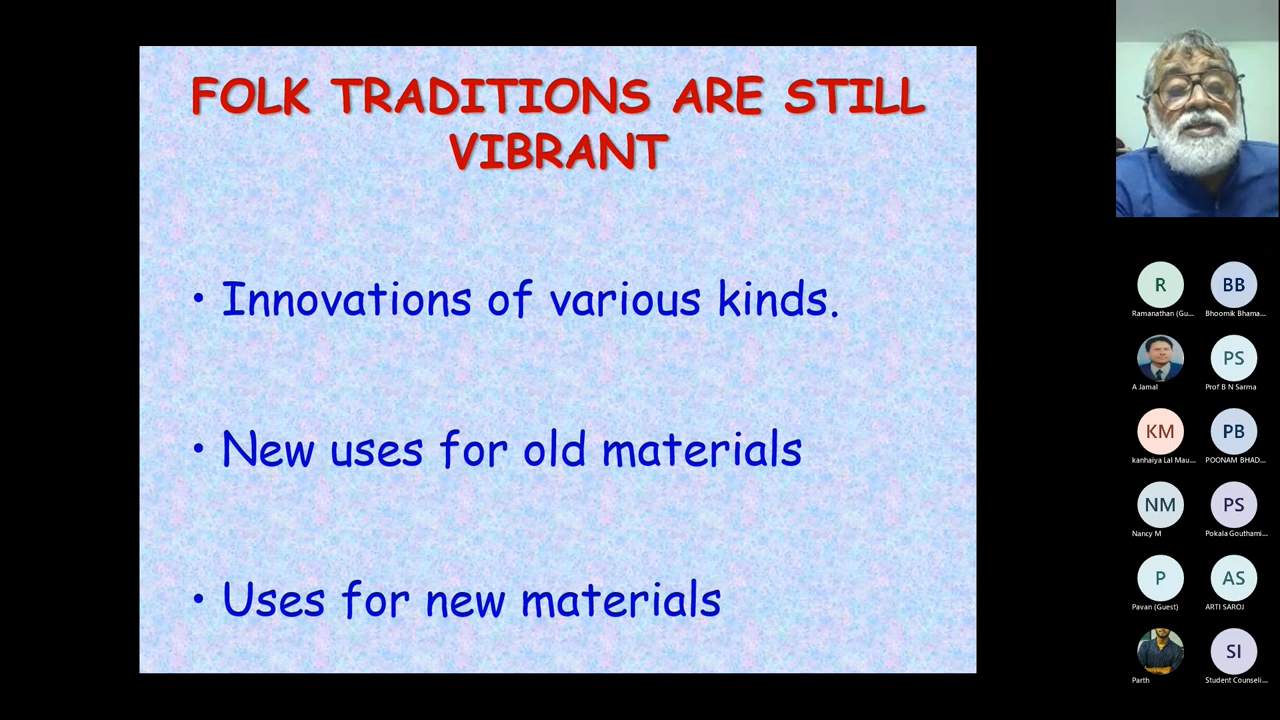 FOLK TRADITIONS ARE STILL
VIBRANT
• Innovations of various kinds.
• New uses for old materials
• Uses for new materials
R
BB
Ramanathan (Gu...
Bhoomik Bhama...
PS
A Jamal
Prof B N Sarma
KM
PB
kanhaiya Lal Mau...
POONAM BHAD...
NM
PS
Nancy M
Pokala Gouthami...
P
AS
Pavan (Guest)
ARTI SAROJ
SI
Parth
Student Counseli...